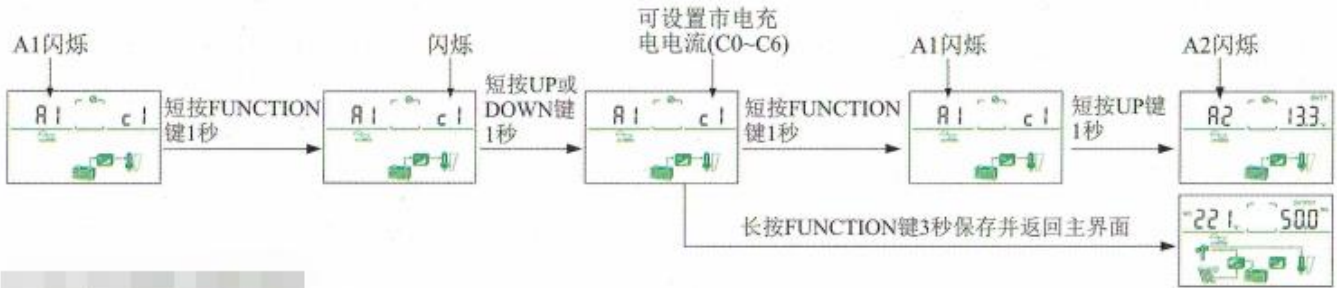 可设置市电充
电电流(C0~C6)
A1闪烁
闪烁
A1闪烁
A2闪烁
短按FUNCTION
键1秒
短按UP或
DOWN键
1秒
短按FUNCTION
键1秒
短按UP键
1秒
A1 c1
A1 c1
A1 c1
A1 c1
A2 13.3
长按FUNCTION键3秒保存并返回主界面
221 50.0